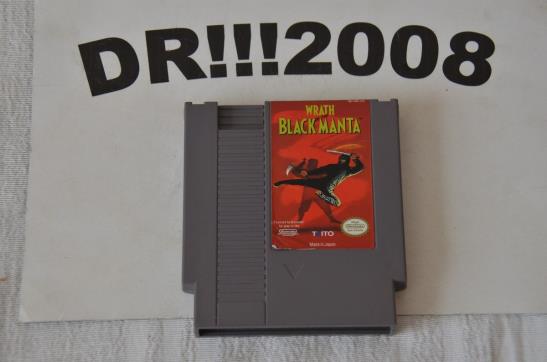 DR!!!2008
WRATH
BLACK MANTA
TAITO
Made in Japan